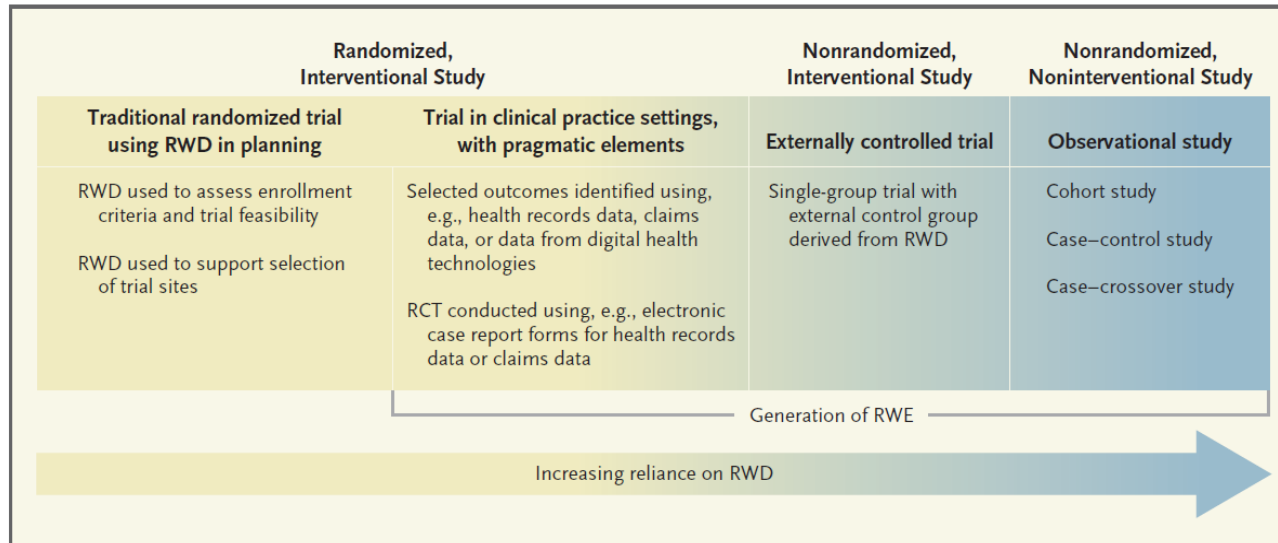 Randomized,
Interventional Study
Nonrandomized,
Interventional Study
Nonrandomized,
Noninterventional Study
Traditional randomized trial
using RWD in planning
Trial in clinical practice settings,
with pragmatic elements
Externally controlled trial
Observational study
RWD used to assess enrollment
criteria and trial feasibility
RWD used to support selection
of trial sites
Selected outcomes identified using,
e.g., health records data, claims
data, or data from digital health
technologies
RCT conducted using, e.g., electronic
case report forms for health records
data or claims data
Single-group trial with
external control group
derived from RWD
Cohort study
Case–control study
Case–crossover study
Generation of RWE
Increasing reliance on RWD